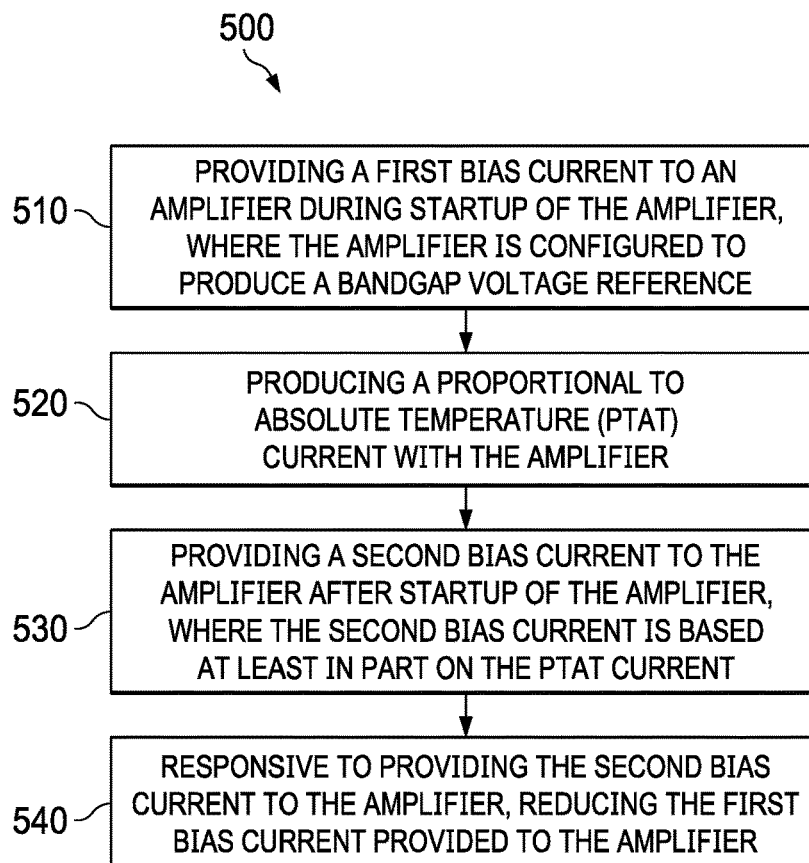 500
510
PROVIDING A FIRST BIAS CURRENT TO AN
AMPLIFIER DURING STARTUP OF THE AMPLIFIER,
WHERE THE AMPLIFIER IS CONFIGURED TO
PRODUCE A BANDGAP VOLTAGE REFERENCE
520
PRODUCING A PROPORTIONAL TO
ABSOLUTE TEMPERATURE (PTAT)
CURRENT WITH THE AMPLIFIER
530
PROVIDING A SECOND BIAS CURRENT TO THE
AMPLIFIER AFTER STARTUP OF THE AMPLIFIER,
WHERE THE SECOND BIAS CURRENT IS BASED
AT LEAST IN PART ON THE PTAT CURRENT
540
RESPONSIVE TO PROVIDING THE SECOND BIAS
CURRENT TO THE AMPLIFIER, REDUCING THE FIRST
BIAS CURRENT PROVIDED TO THE AMPLIFIER